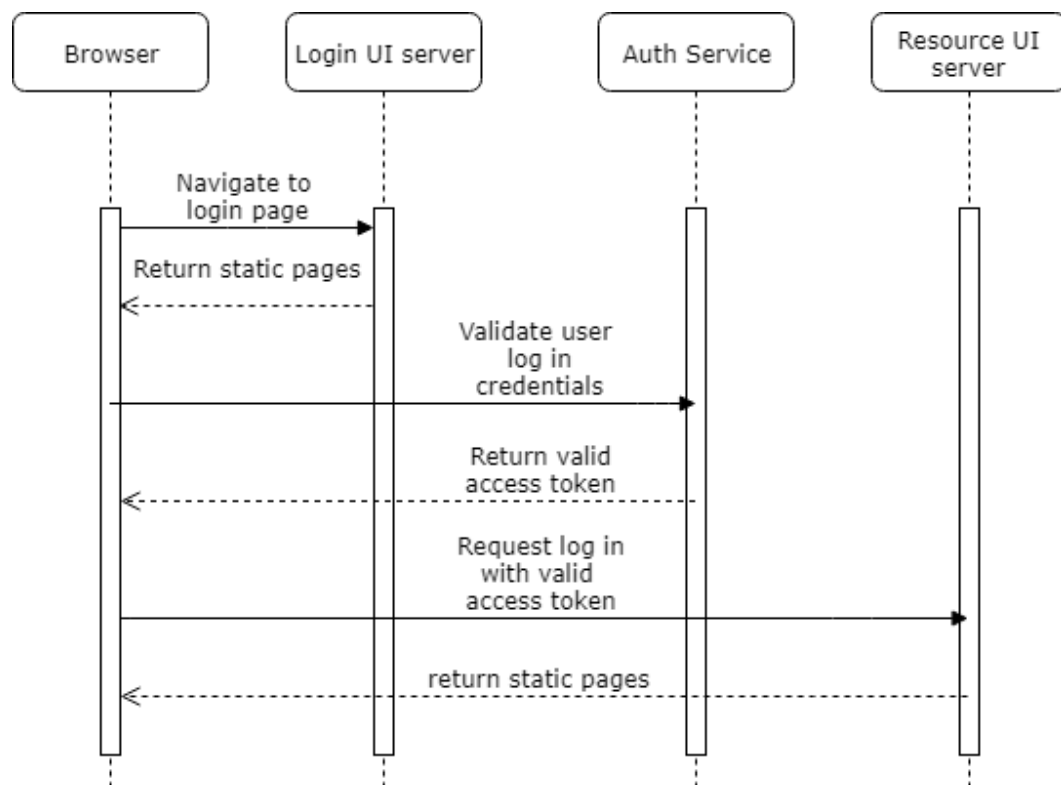 Browser
Login UI server
Auth Service
Resource UI
server
Navigate to
login page
Return static pages
Validate user
log in
credentials
Return valid
access token
Request log in
with valid
access token
return static pages